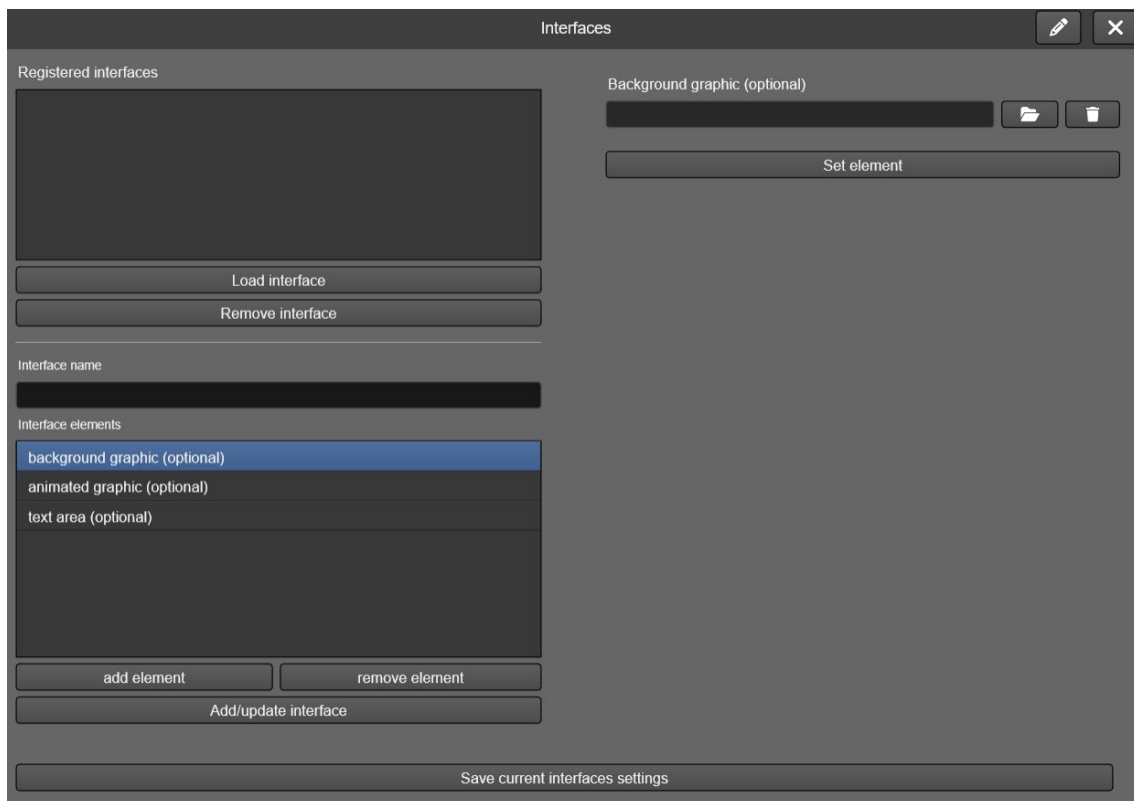 Interfaces
Registered interfaces
Load interface
Remove interface
Interface name
Interface elements
background graphic (optional)
animated graphic (optional)
text area (optional)
add element remove element
Add/update interface
Background graphic (optional)
Set element
Save current interfaces settings